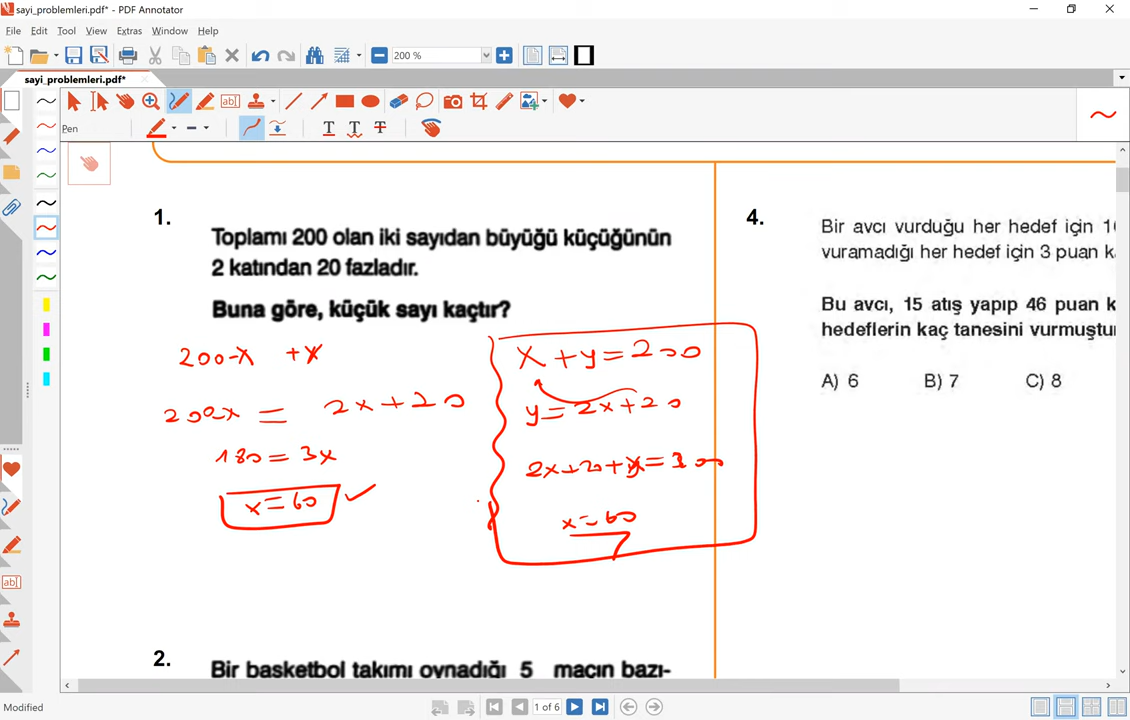 sayi_problemleri.pdf* - PDF Annotator
File Edit Tool View Extras Window Help
200 %
sayi_problemleri.pdf*
Pen
1.
Toplamı 200 olan iki sayıdan büyüğü küçüğünün
2 katından 20 fazladır.
Buna göre, küçük sayı kaçtır?
200-x +x
200-x = 2x+20
180 = 3x
x=60
x+y=200
y=2x+20
x=60
2.
Bir basketbol takımı oynadığı 5 maçın bazı-
4.
Bir avcı vurduğu her hedef için
vuramadığı her hedef için 3 puan k
Bu avcı, 15 atış yapıp 46 puan k
hedeflerin kaç tanesini vurmuştu
A) 6 B) 7 C) 8
Modified
1 of 6